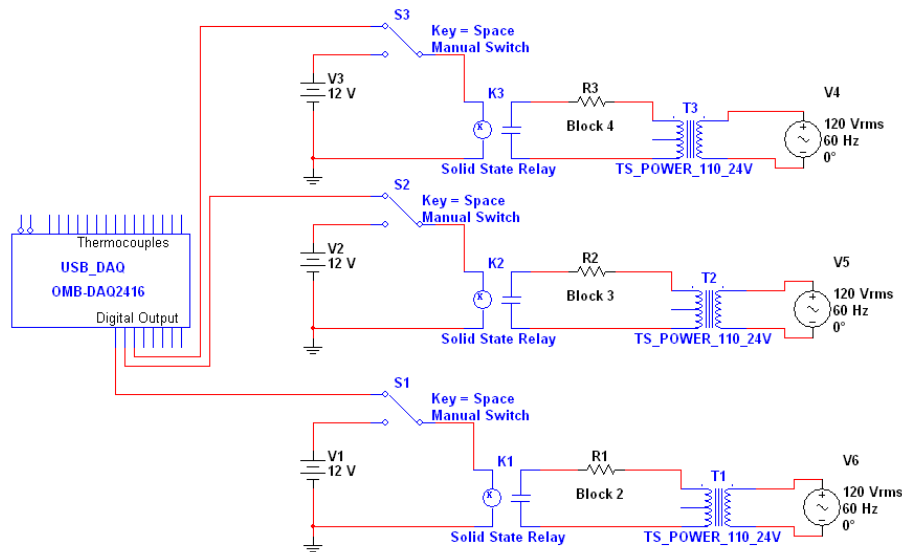 S3
Key = Space
Manual Switch
V3
12 V
K3
R3
Block 4
T3
V4
120 Vrms
60 Hz
0°
Solid State Relay
TS_POWER_110_24V
S2
Key = Space
Manual Switch
Thermocouples
USB_DAQ
OMB-DAQ2416
Digital Output
V2
12 V
K2
R2
Block 3
T2
V5
120 Vrms
60 Hz
0°
Solid State Relay
TS_POWER_110_24V
S1
Key = Space
Manual Switch
V1
12 V
K1
R1
Block 2
T1
V6
120 Vrms
60 Hz
0°
Solid State Relay
TS_POWER_110_24V